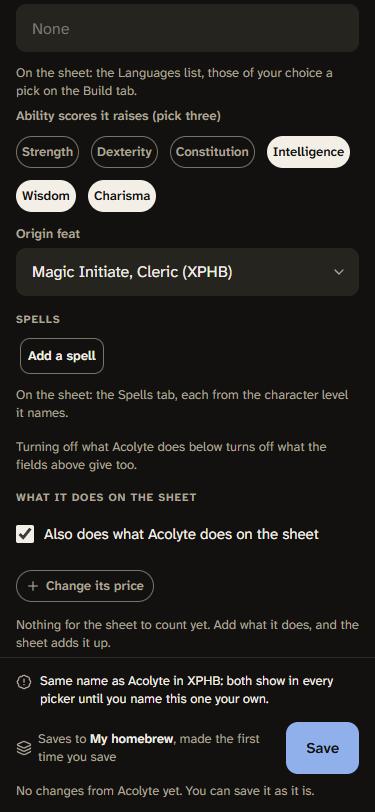 None
On the sheet: the Languages list, those of your choice a
pick on the Build tab.
Ability scores it raises (pick three)
Strength Dexterity Constitution Intelligence
Wisdom Charisma
Origin feat
Magic Initiate, Cleric (XPHB)
SPELLS
Add a spell
On the sheet: the Spells tab, each from the character level
it names.
Turning off what Acolyte does below turns off what the
fields above give too.
WHAT IT DOES ON THE SHEET
Also does what Acolyte does on the sheet
+ Change its price
Nothing for the sheet to count yet. Add what it does, and the
sheet adds it up.
Same name as Acolyte in XPHB: both show in every
picker until you name this one your own.
Saves to My homebrew, made the first
time you save
Save
No changes from Acolyte yet. You can save it as it is.